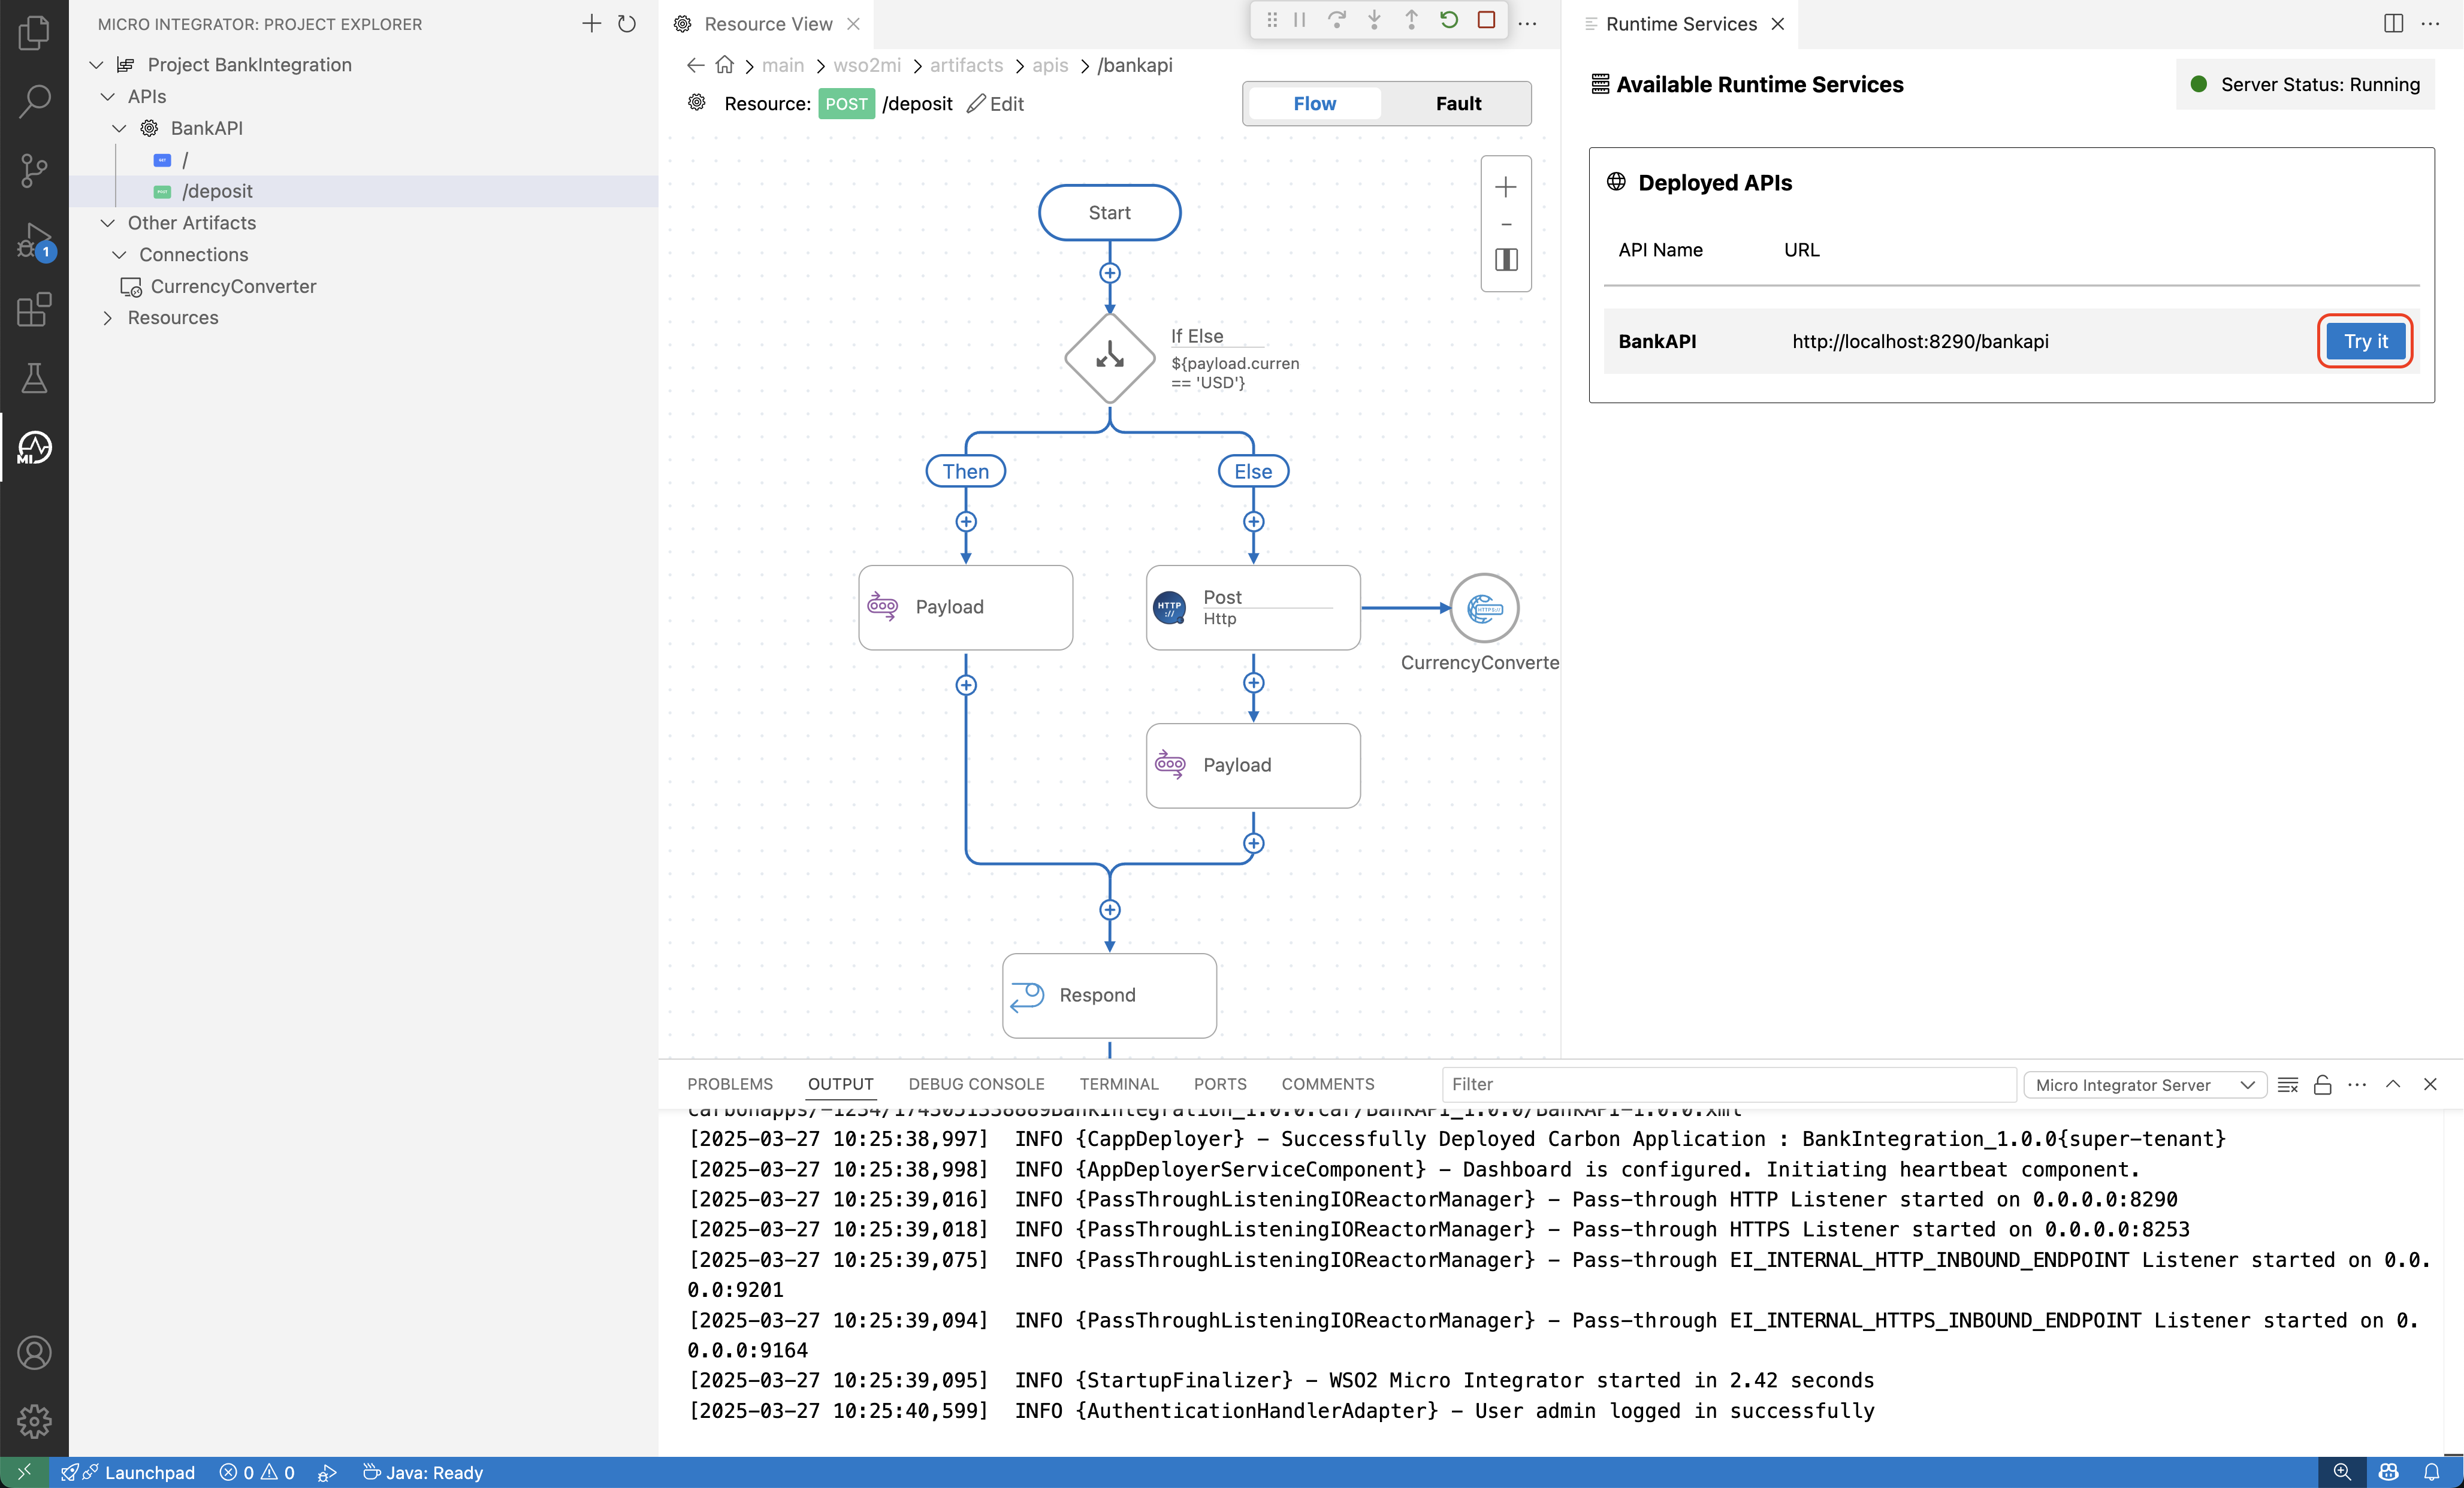 MICRO INTEGRATOR: PROJECT EXPLORER
Project BankIntegration
APIs
BankAPI
GET /
POST /deposit
Other Artifacts
Connections
CurrencyConverter
Resources
MI
1
Resource View
main wso2mi artifacts apis /bankapi
Resource: POST /deposit Edit
Flow Fault
Start
If Else
${payload.curren
== 'USD'}
Then Else
Payload
HTTP ://
Post
Http
HTTPS://
CurrencyConverte
Payload
Respond
Runtime Services
Available Runtime Services
Server Status: Running
Deployed APIs
API Name URL
BankAPI http://localhost:8290/bankapi Try it
PROBLEMS OUTPUT DEBUG CONSOLE TERMINAL PORTS COMMENTS Filter Micro Integrator Server
[2025-03-27 10:25:38,997] INFO {CappDeployer} - Successfully Deployed Carbon Application : BankIntegration_1.0.0{super-tenant}
[2025-03-27 10:25:38,998] INFO {AppDeployerServiceComponent} - Dashboard is configured. Initiating heartbeat component.
[2025-03-27 10:25:39,016] INFO {PassThroughListeningIOReactorManager} - Pass-through HTTP Listener started on 0.0.0.0:8290
[2025-03-27 10:25:39,018] INFO {PassThroughListeningIOReactorManager} - Pass-through HTTPS Listener started on 0.0.0.0:8253
[2025-03-27 10:25:39,075] INFO {PassThroughListeningIOReactorManager} - Pass-through EI_INTERNAL_HTTP_INBOUND_ENDPOINT Listener started on 0.0.
0.0:9201
[2025-03-27 10:25:39,094] INFO {PassThroughListeningIOReactorManager} - Pass-through EI_INTERNAL_HTTPS_INBOUND_ENDPOINT Listener started on 0.
0.0.0:9164
[2025-03-27 10:25:39,095] INFO {StartupFinalizer} - WSO2 Micro Integrator started in 2.42 seconds
[2025-03-27 10:25:40,599] INFO {AuthenticationHandlerAdapter} - User admin logged in successfully
Launchpad 0 0 Java: Ready